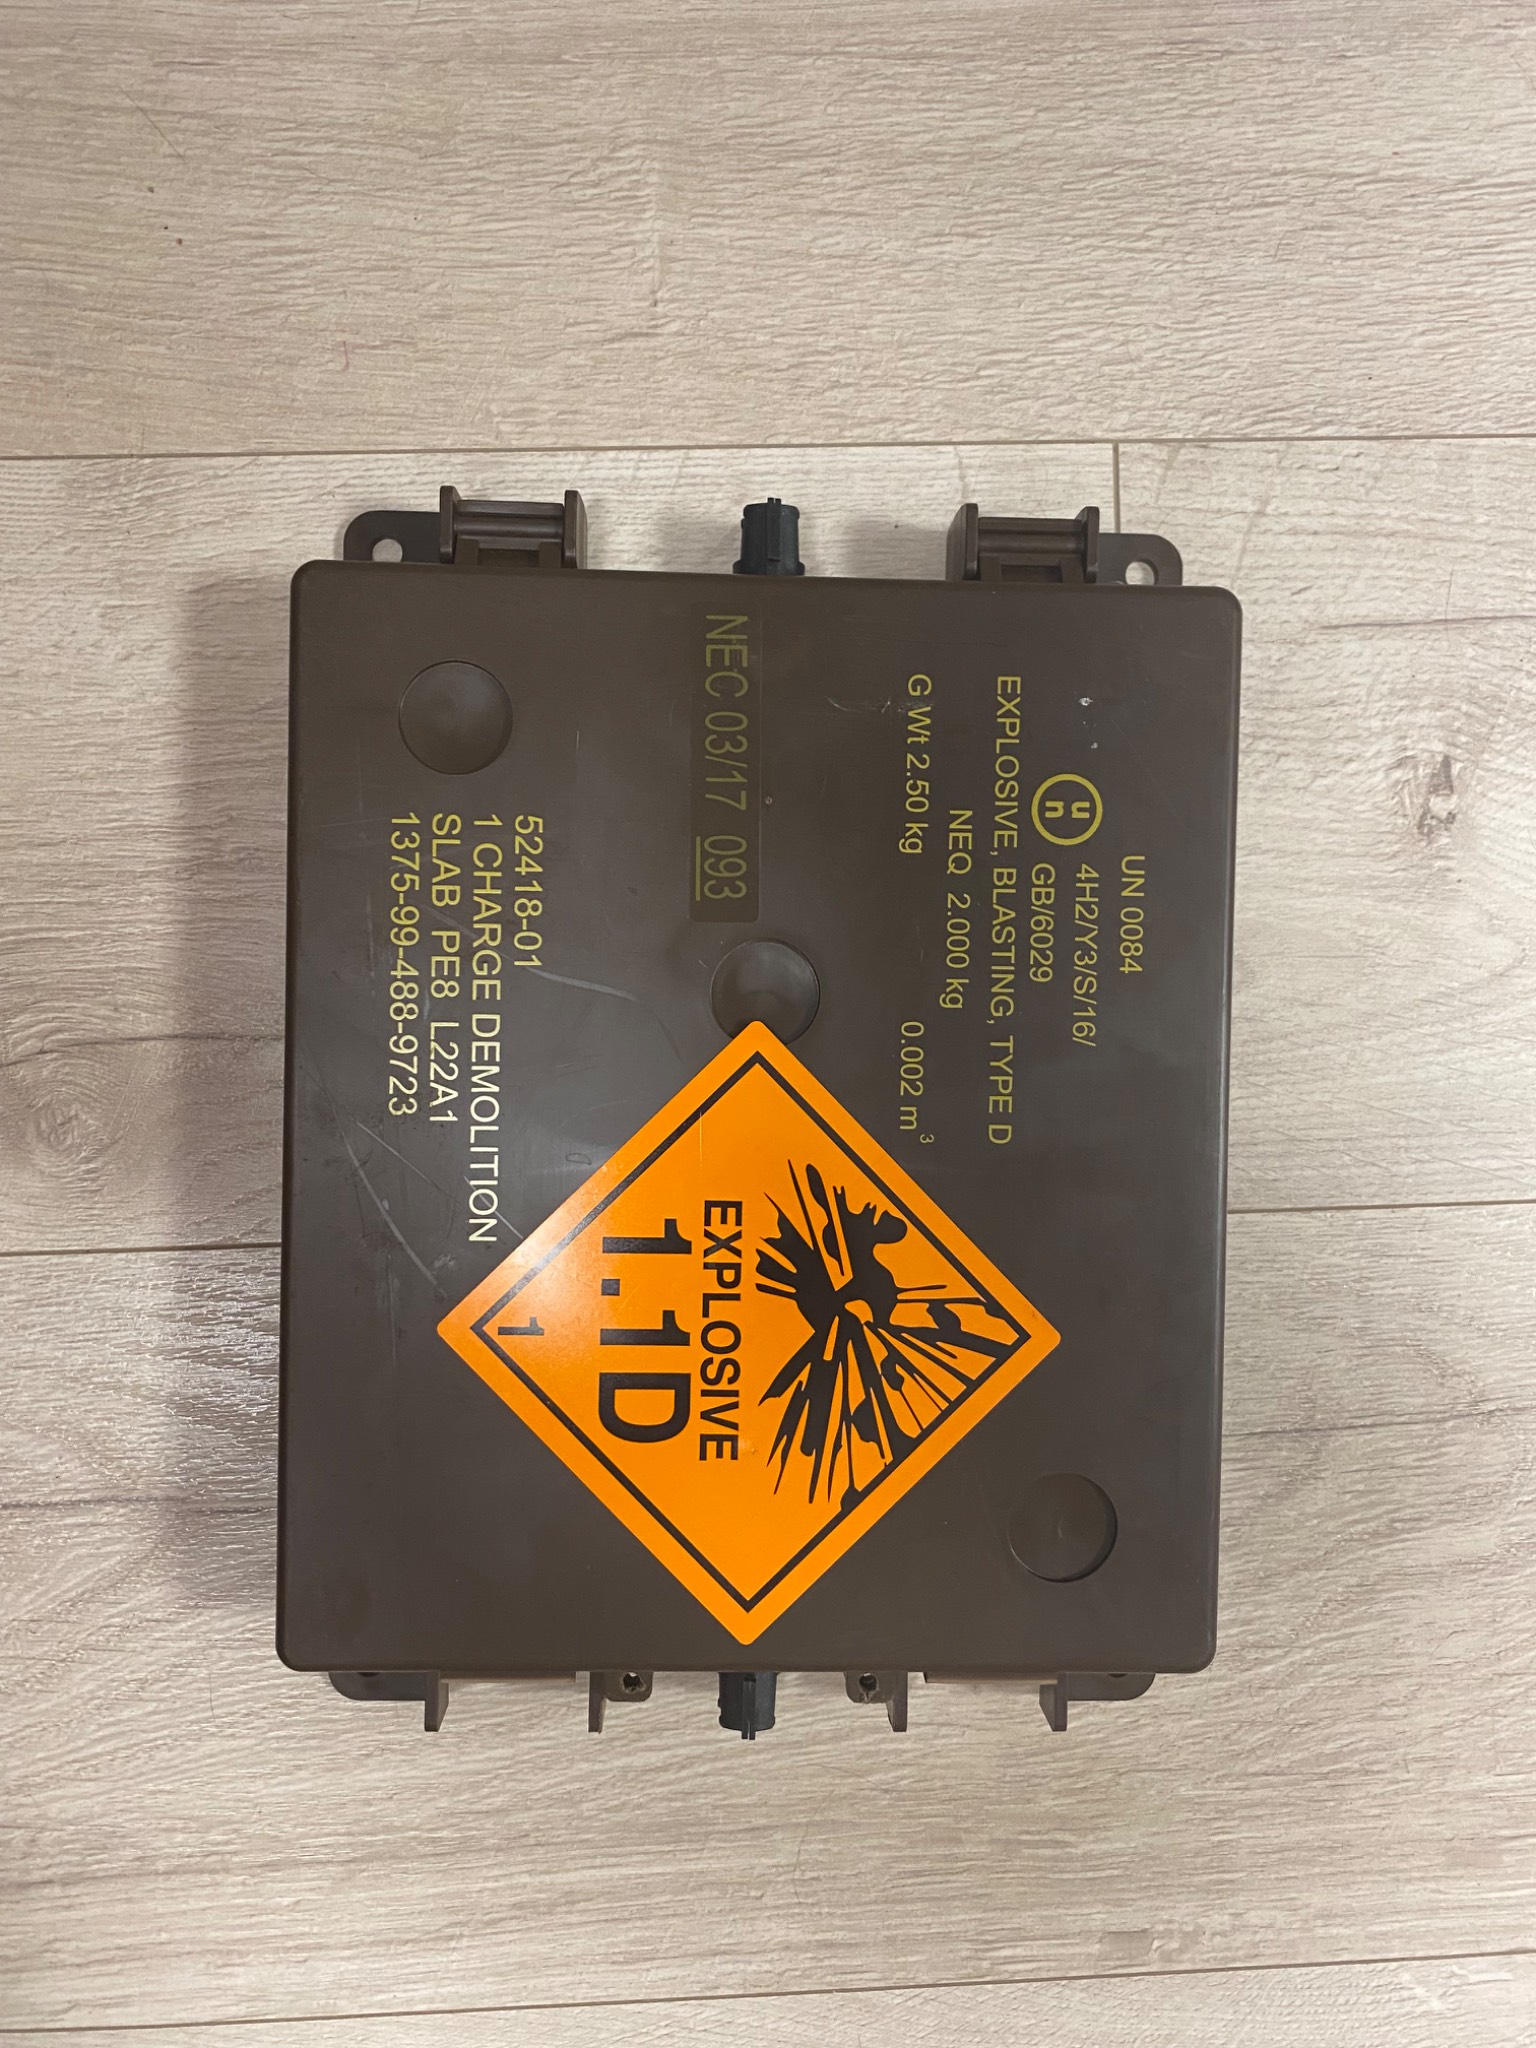 UN 0084
4H2/Y3/S/16/
GB/6029
EXPLOSIVE, BLASTING, TYPE D
NEQ 2.000 kg
G Wt 2.50 kg 0.002 m³
NEC 03/17 093
52418-01
1 CHARGE DEMOLITION
SLAB PE8 L22A1
1375-99-488-9723
EXPLOSIVE
1.1D
1